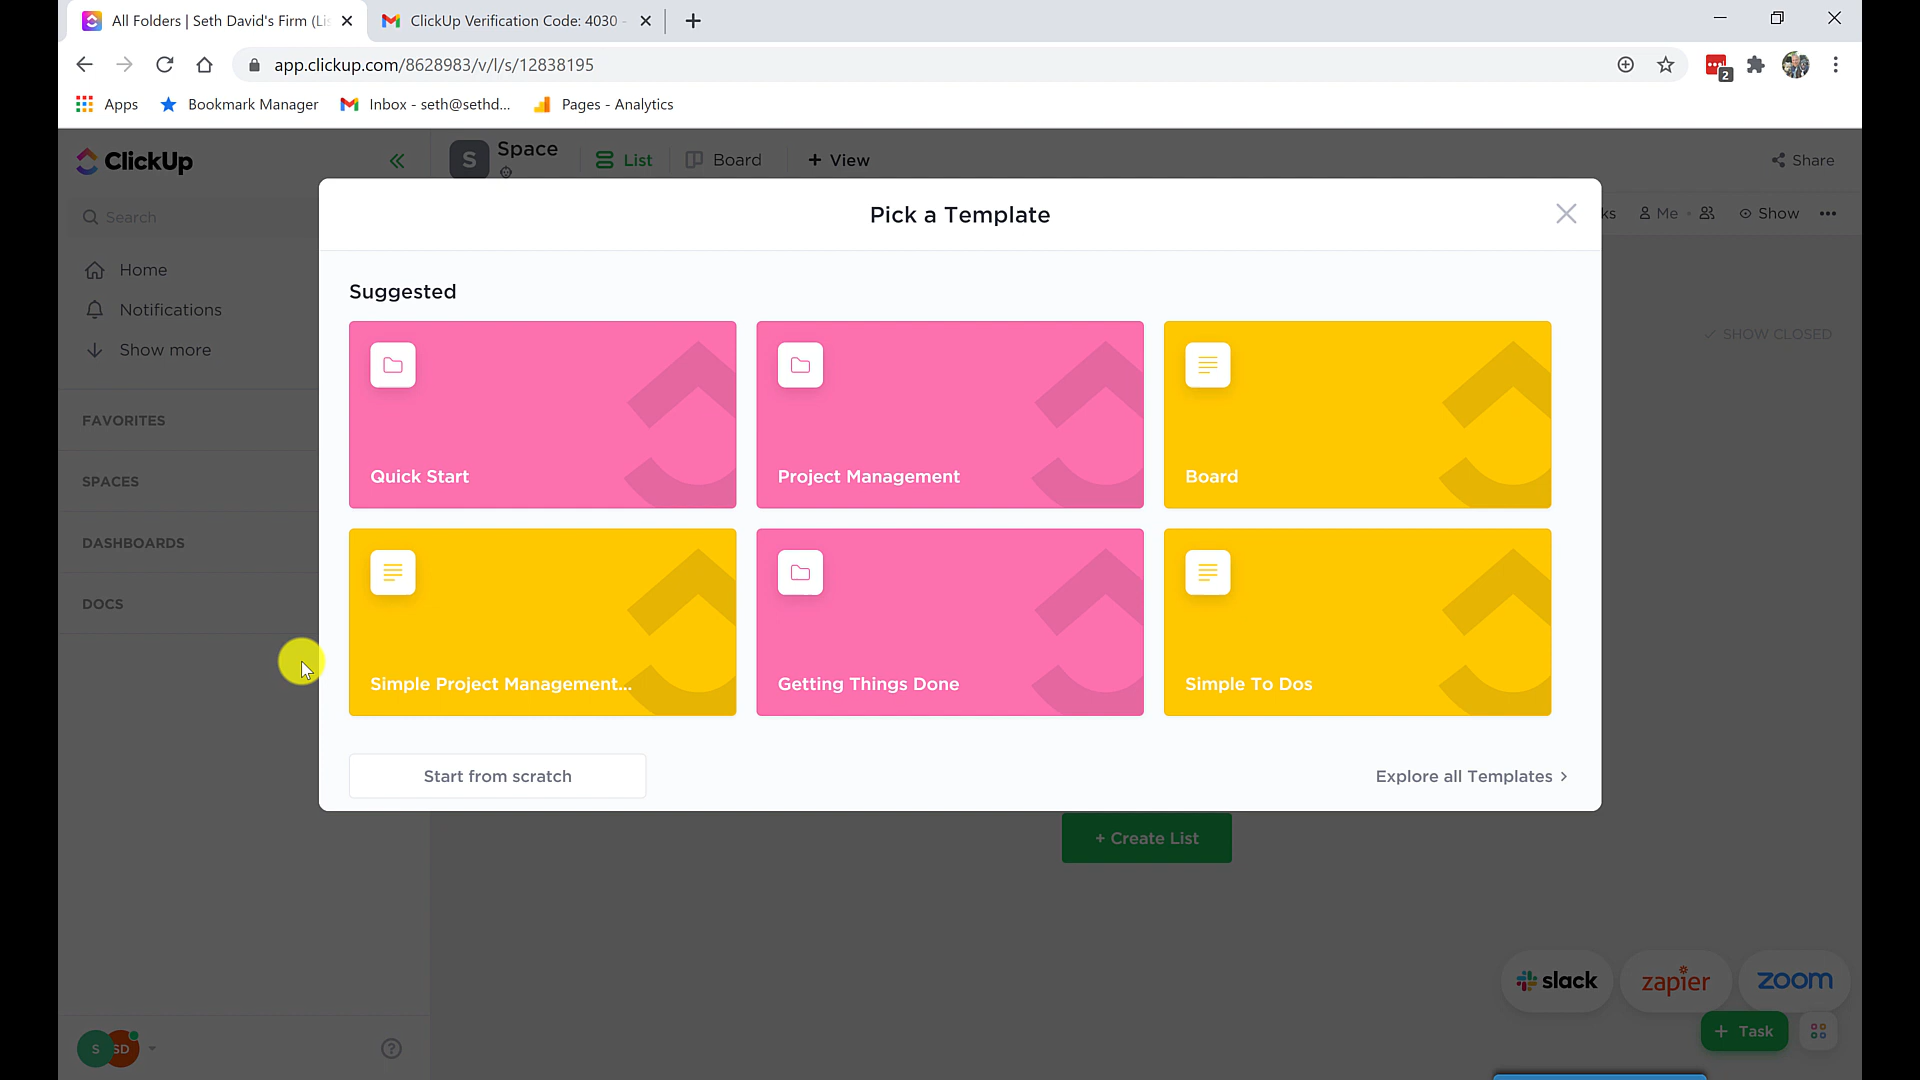 All Folders | Seth David's Firm (Lis
ClickUp Verification Code: 4030 -
app.clickup.com/8628983/v/l/s/12838195
2
Apps
Bookmark Manager
Inbox - seth@sethd...
Pages - Analytics
ClickUp
S
Space
List
Board
+ View
Share
Search
Pick a Template
ks
Me
Show
Home
Notifications
Show more
Suggested
SHOW CLOSED
FAVORITES
SPACES
DASHBOARDS
DOCS
Quick Start
Project Management
Board
Simple Project Management...
Getting Things Done
Simple To Dos
Start from scratch
Explore all Templates >
+ Create List
slack
zapier
zoom
+ Task
S
SD
?